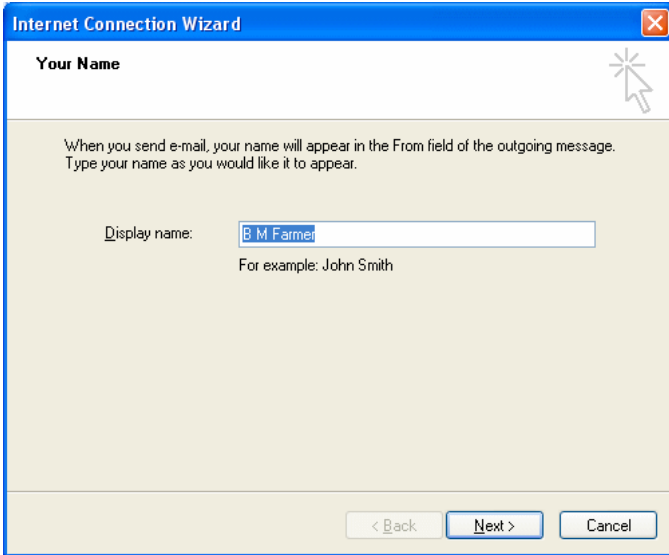 Internet Connection Wizard
Your Name
When you send e-mail, your name will appear in the From field of the outgoing message.
Type your name as you would like it to appear.
Display name: B M Farmer
For example: John Smith
< Back Next > Cancel